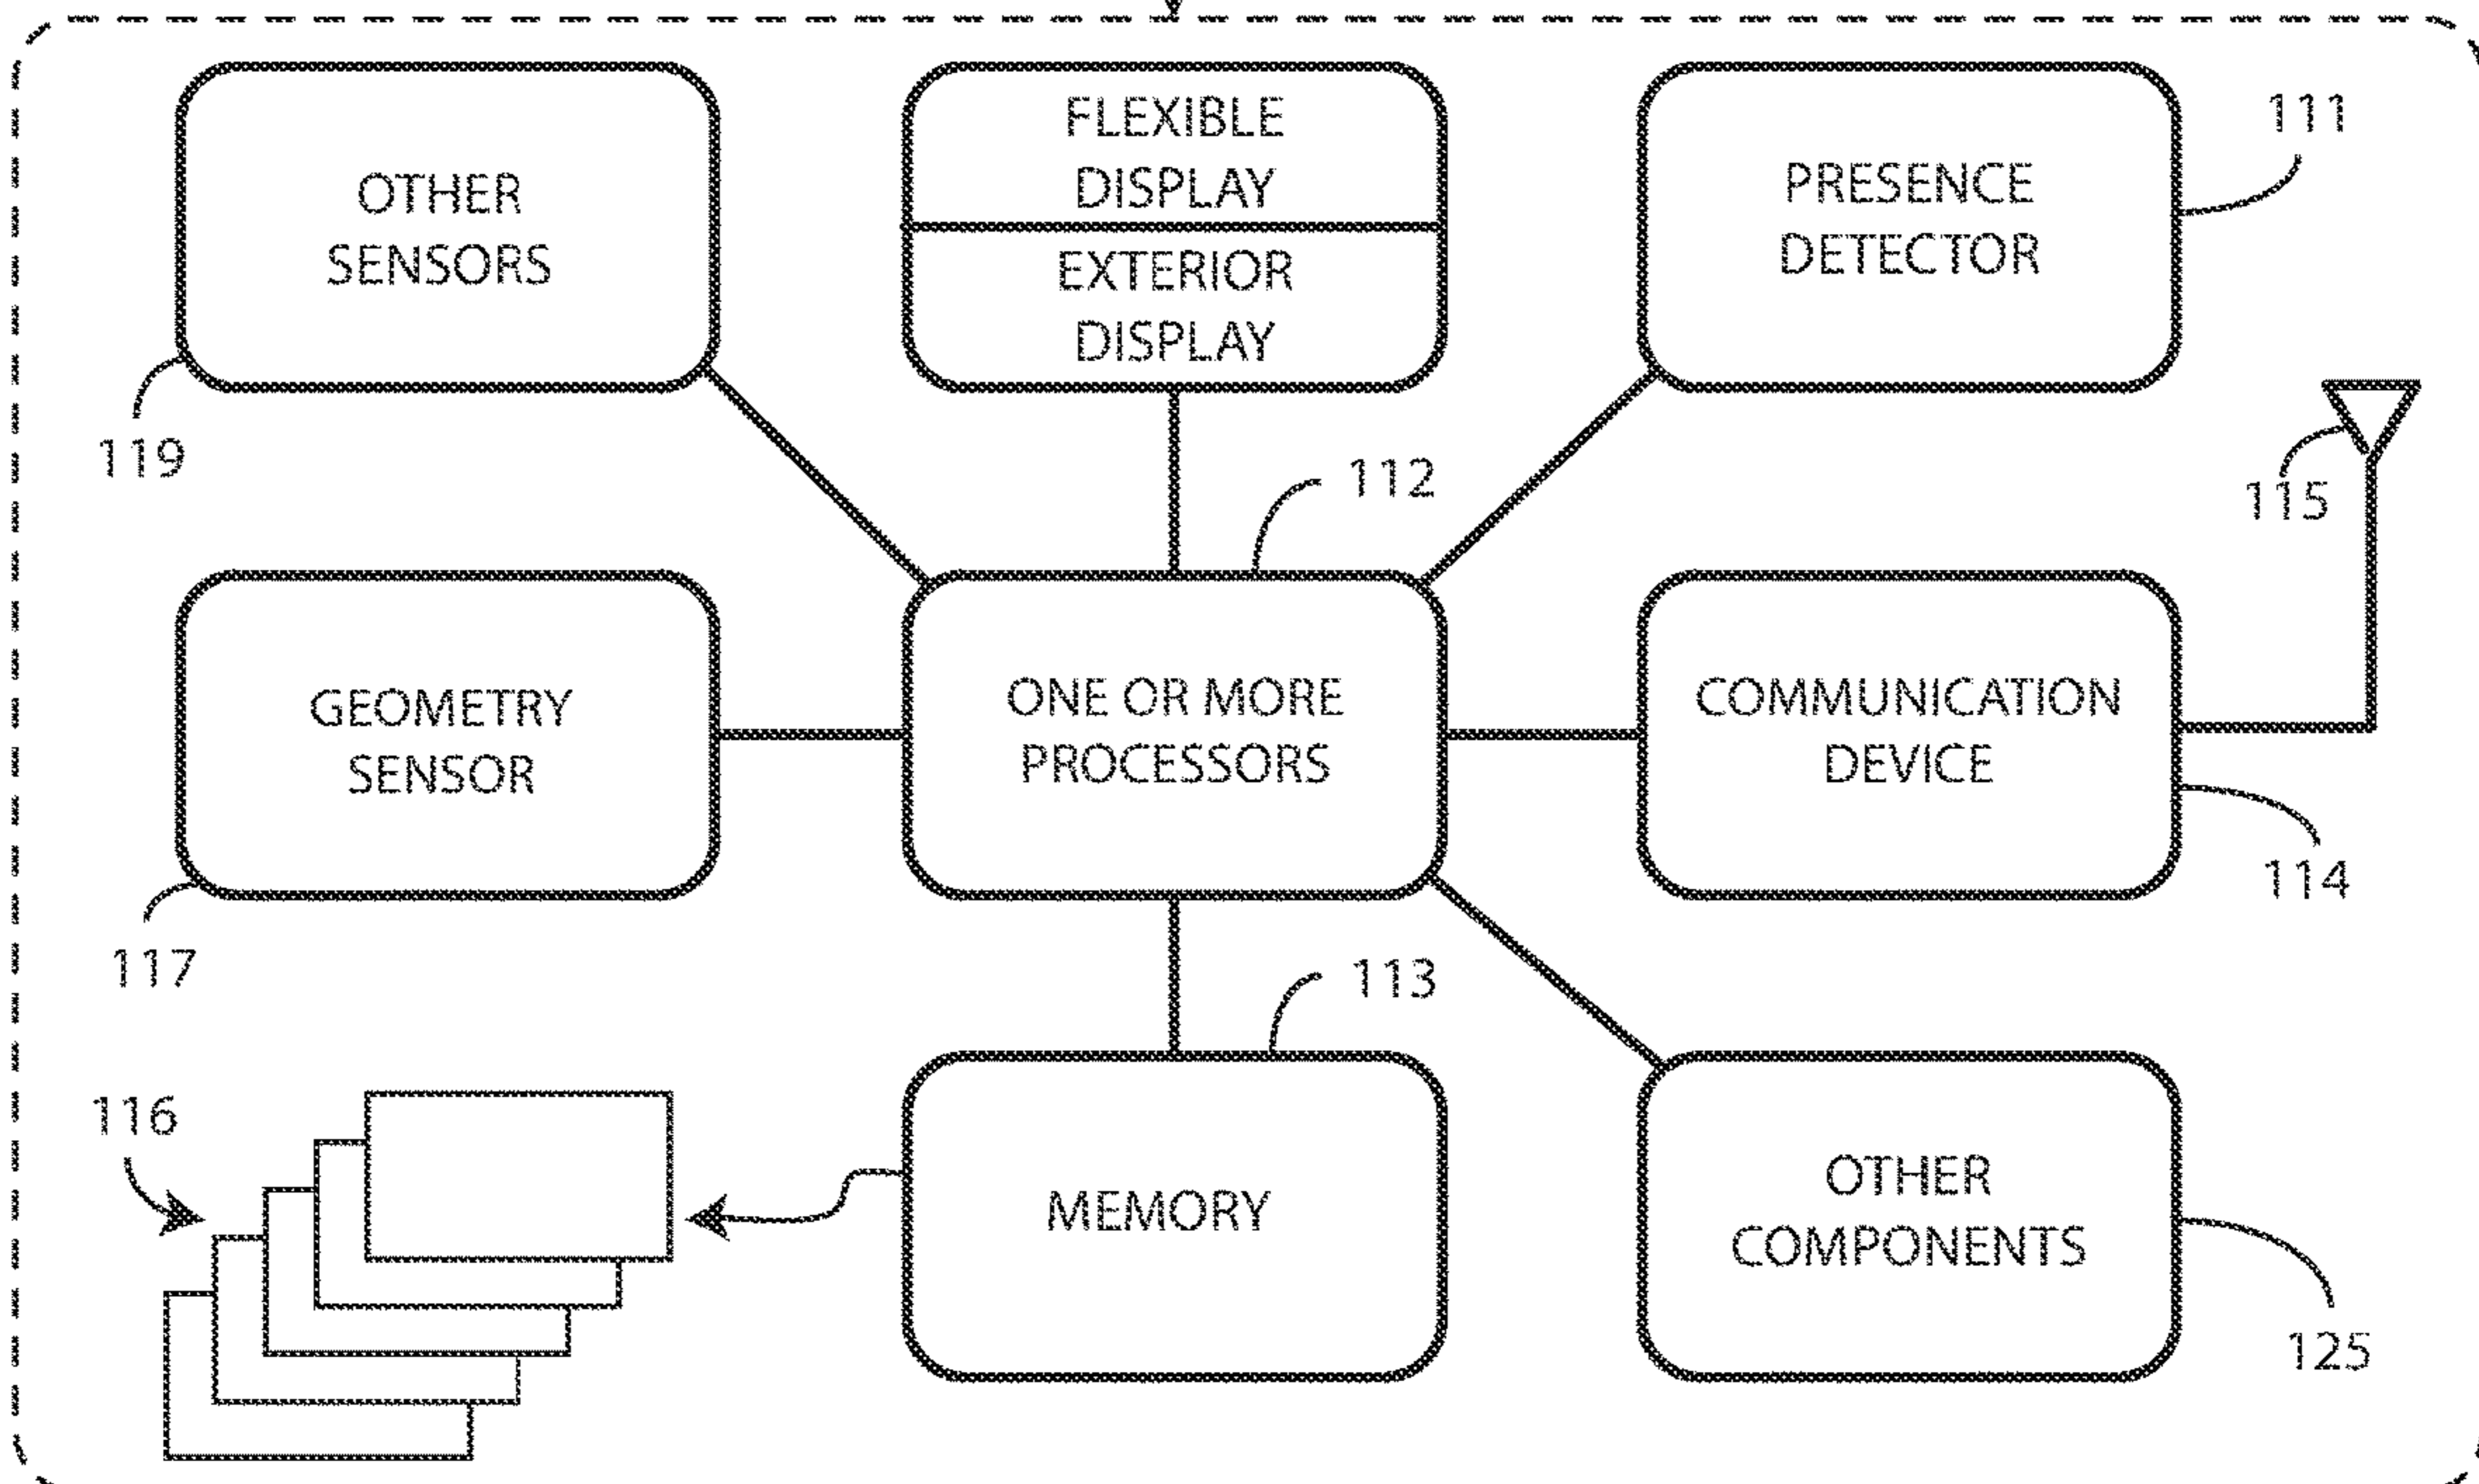 OTHER
SENSORS
119
FLEXIBLE
DISPLAY
EXTERIOR
DISPLAY
PRESENCE
DETECTOR
111
115
112
GEOMETRY
SENSOR
117
ONE OR MORE
PROCESSORS
COMMUNICATION
DEVICE
114
113
116
MEMORY
OTHER
COMPONENTS
125